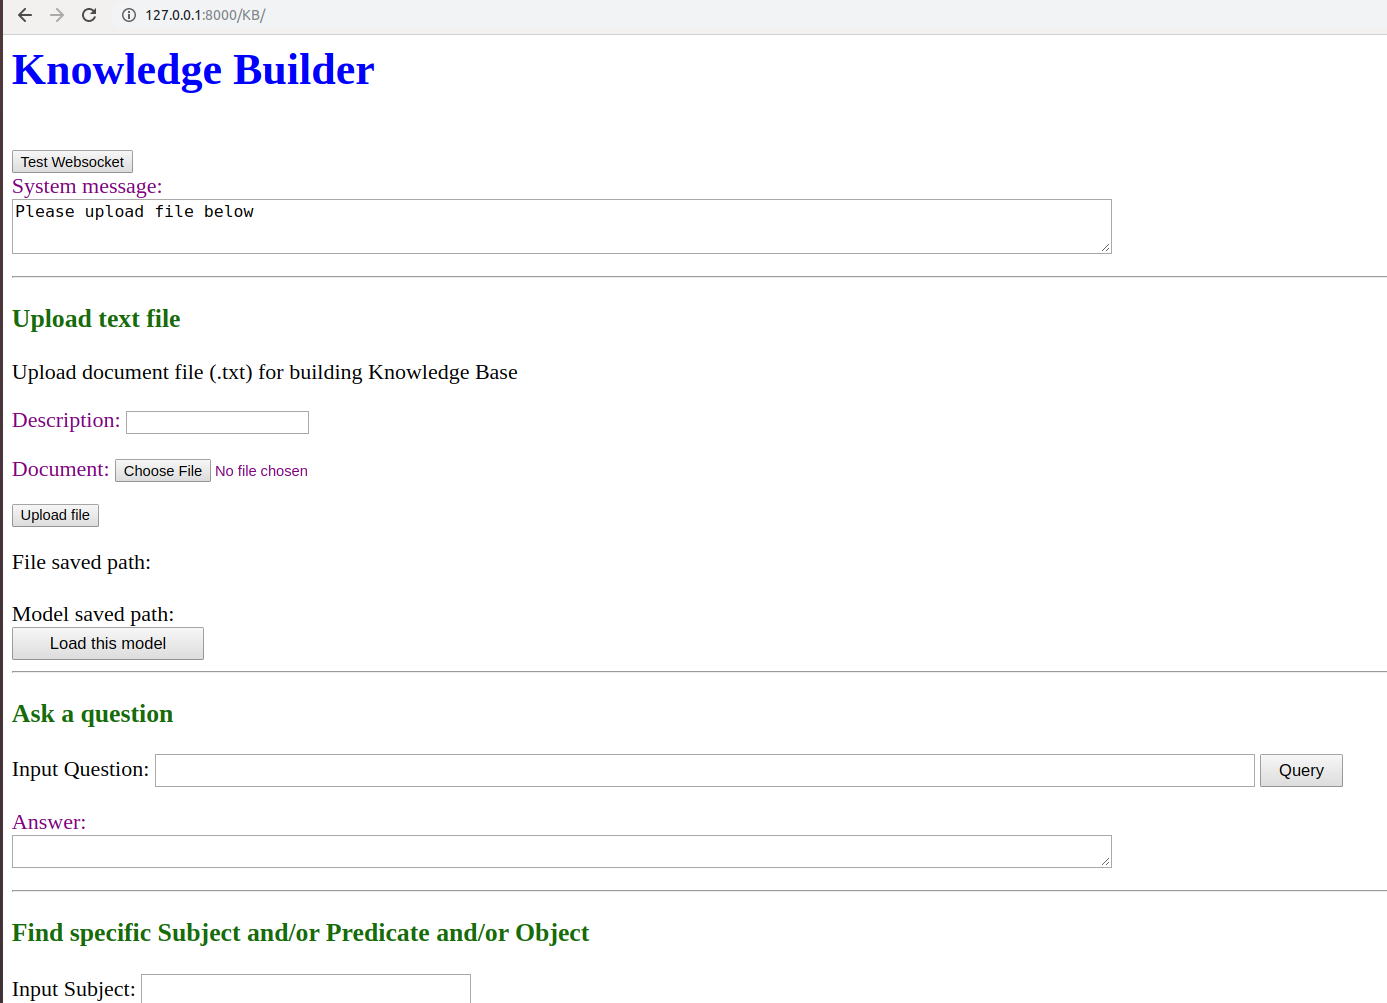 127.0.0.1:8000/KB/
Knowledge Builder
Test Websocket
System message:
Please upload file below
Upload text file
Upload document file (.txt) for building Knowledge Base
Description:
Document: Choose File No file chosen
Upload file
File saved path:
Model saved path:
Load this model
Ask a question
Input Question: Query
Answer:
Find specific Subject and/or Predicate and/or Object
Input Subject: